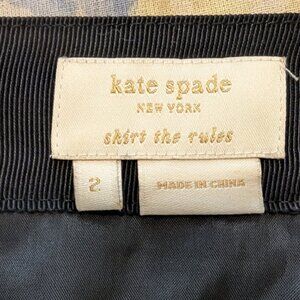 kate spade
NEW YORK
skirt the rules
2
MADE IN CHINA